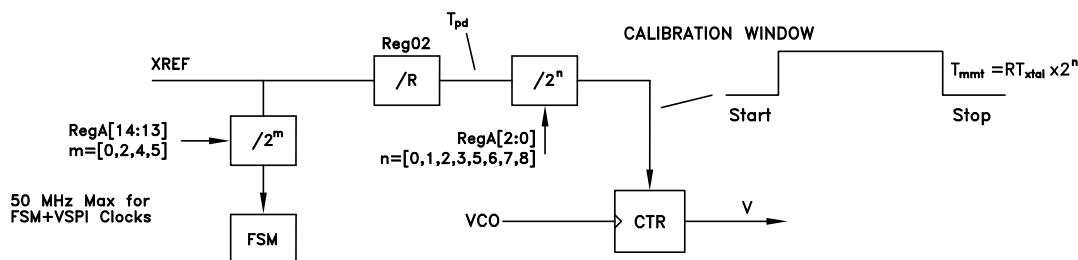 T_pd
CALIBRATION WINDOW
Reg02
XREF
/R
/2^n
T_mmt =RT_xtal x2^n
Start
Stop
RegA[14:13]
m=[0,2,4,5]
/2^m
RegA[2:0]
n=[0,1,2,3,5,6,7,8]
50 MHz Max for
FSM+VSPI Clocks
FSM
VCO
CTR
V